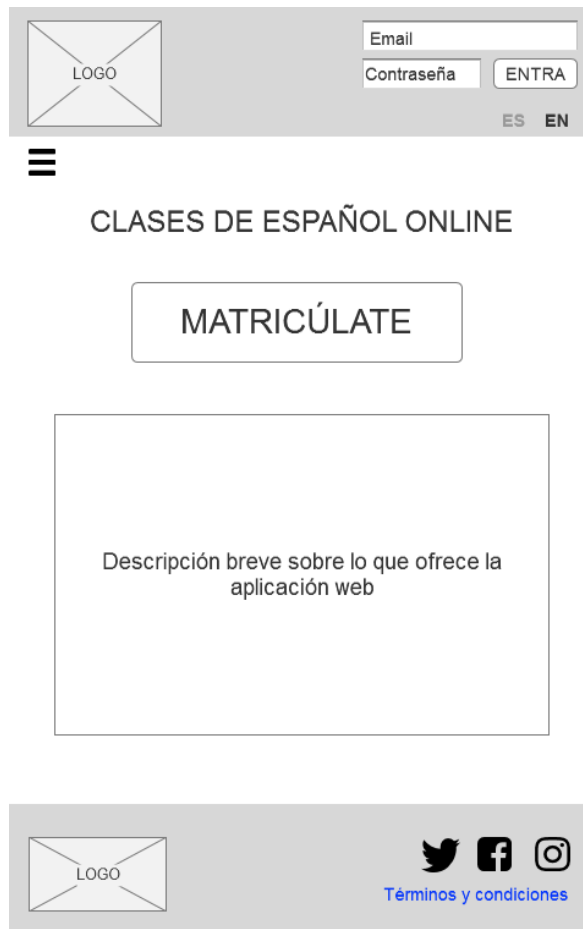 LOGO
Email
Contraseña
ENTRA
ES EN
CLASES DE ESPAÑOL ONLINE
MATRICÚLATE
Descripción breve sobre lo que ofrece la
aplicación web
LOGO
Términos y condiciones